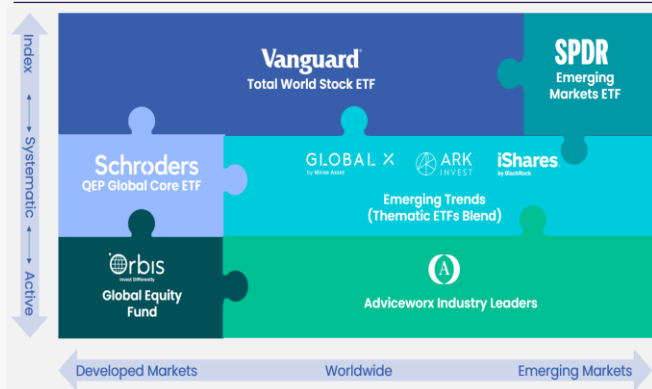 Index
Systematic
Active
Vanguard®
Total World Stock ETF
SPDR
Emerging
Markets ETF
Schroders
QEP Global Core ETF
GLOBAL X
by Mirae Asset
ARK
INVEST
iShares
by BlackRock
Emerging Trends
(Thematic ETFs Blend)
Orbis
Invest Differently
Global Equity
Fund
A
Adviceworx Industry Leaders
Developed Markets
Worldwide
Emerging Markets